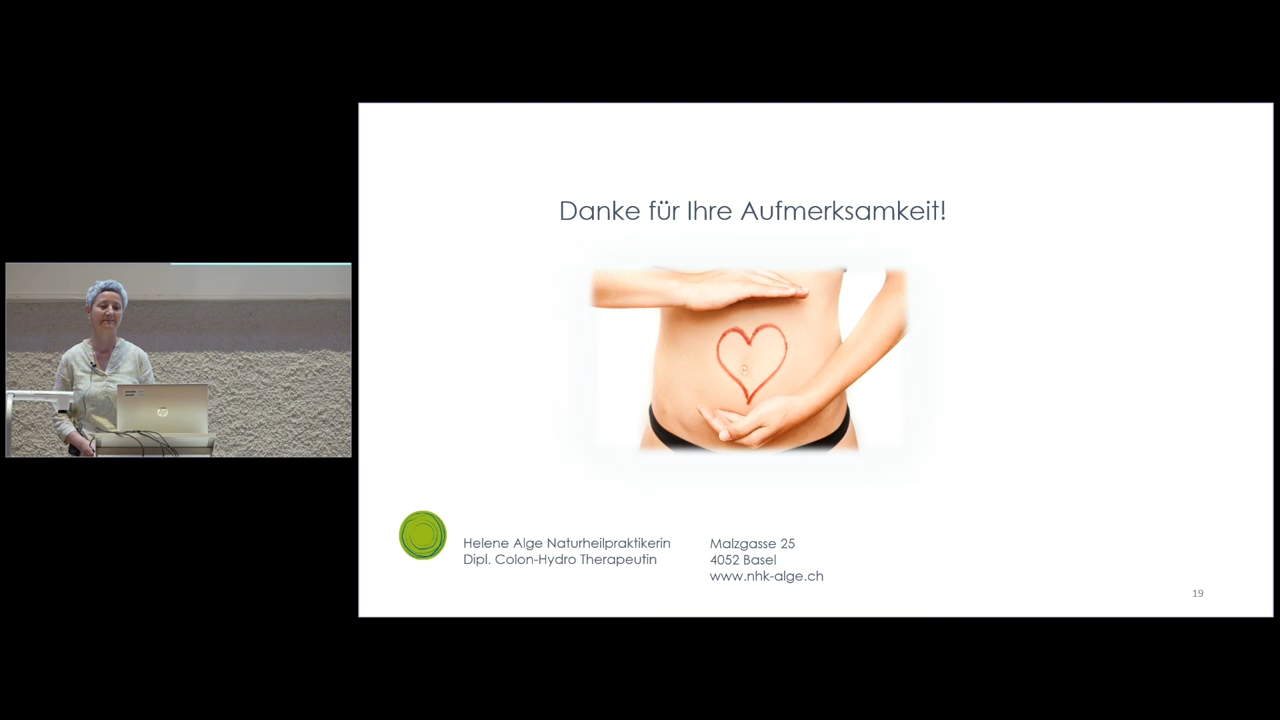 Danke für Ihre Aufmerksamkeit!
Helene Alge Naturheilpraktikerin
Dipl. Colon-Hydro Therapeutin
Malzgasse 25
4052 Basel
www.nhk-alge.ch
19
hp